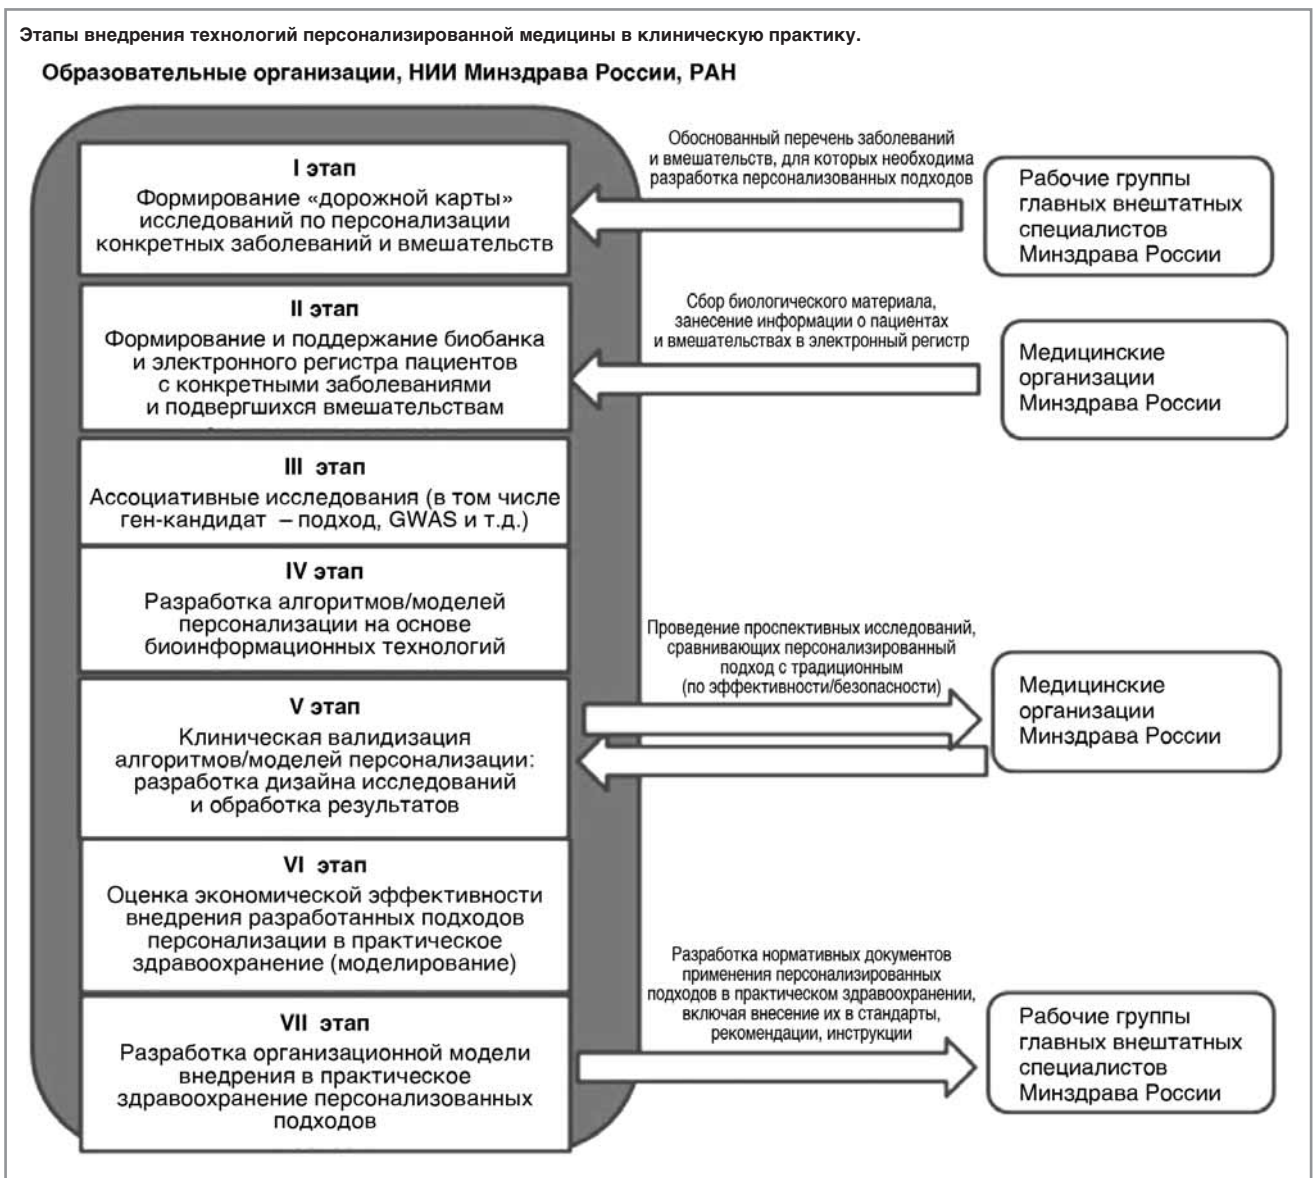 Этапы внедрения технологий персонализированной медицины в клиническую практику.
Образовательные организации, НИИ Минздрава России, РАН
I этап
Формирование «дорожной карты»
исследований по персонализации
конкретных заболеваний и вмешательств
Обоснованный перечень заболеваний
и вмешательств, для которых необходима
разработка персонализованных подходов
Рабочие группы
главных внештатных
специалистов
Минздрава России
II этап
Формирование и поддержание биобанка
и электронного регистра пациентов
с конкретными заболеваниями
и подвергшихся вмешательствам
Сбор биологического материала,
занесение информации о пациентах
и вмешательствах в электронный регистр
Медицинские
организации
Минздрава России
III этап
Ассоциативные исследования (в том числе
ген-кандидат – подход, GWAS и т.д.)
IV этап
Разработка алгоритмов/моделей
персонализации на основе
биоинформационных технологий
V этап
Клиническая валидизация
алгоритмов/моделей персонализации:
разработка дизайна исследований
и обработка результатов
Проведение проспективных исследований,
сравнивающих персонализированный
подход с традиционным
(по эффективности/безопасности)
Медицинские
организации
Минздрава России
VI этап
Оценка экономической эффективности
внедрения разработанных подходов
персонализации в практическое
здравоохранение (моделирование)
VII этап
Разработка организационной модели
внедрения в практическое
здравоохранение персонализованных
подходов
Разработка нормативных документов
применения персонализированных
подходов в практическом здравоохранении,
включая внесение их в стандарты,
рекомендации, инструкции
Рабочие группы
главных внештатных
специалистов
Минздрава России